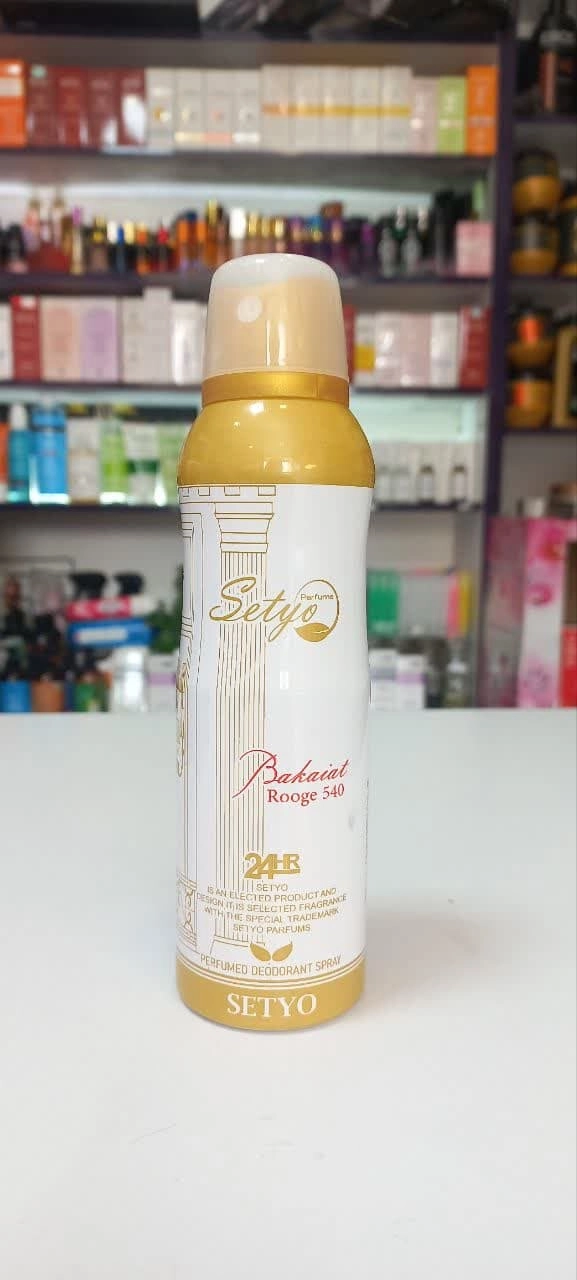 Setyo
Parfums
Bakaiat
Rooge 540
24HR
SETYO
IS AN ELECTED PRODUCT AND
DESIGN IT IS SELECTED FRAGRANCE
WITH THE SPECIAL TRADEMARK
SETYO PARFUMS
PERFUMED DEODORANT SPRAY
SETYO